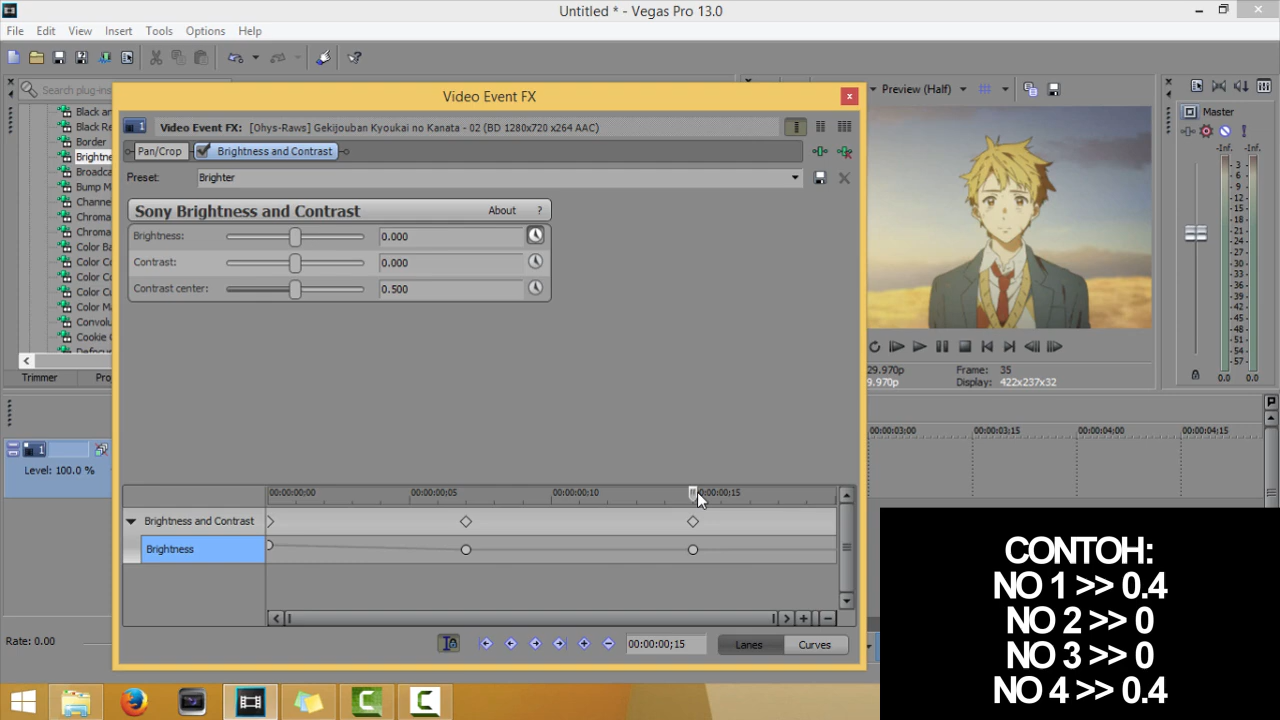 Untitled * - Vegas Pro 13.0
File Edit View Insert Tools Options Help
Search plug-ins
Preview (Half)
Video Event FX
Video Event FX: [Ohys-Raws] Gekijouban Kyoukai no Kanata - 02 (BD 1280x720 x264 AAC)
Pan/Crop Brightness and Contrast
Preset: Brighter
Sony Brightness and Contrast About ?
Brightness: 0.000
Contrast: 0.000
Contrast center: 0.500
Black an
Black Re
Border
Brightne
Broadca
Bump M
Channe
Chroma
Chroma
Color Ba
Color Co
Color Co
Color Cu
Color M
Convolu
Cookie C
Defocus
Trimmer Proj
Master
-Inf. -Inf.
3
6
9
12
15
18
21
24
27
30
33
36
39
42
45
48
51
54
57
0.0 0.0
29.970p Frame: 35
9.970p Display: 422x237x32
00:00:03;00 00:00:03;15 00:00:04;00 00:00:04;15
1
Level: 100.0 %
00:00:00;00 00:00:00;05 00:00:00;10 00:00:00;15
Brightness and Contrast
Brightness
00:00:00;15 Lanes Curves
Rate: 0.00
CONTOH:
NO 1 >> 0.4
NO 2 >> 0
NO 3 >> 0
NO 4 >> 0.4